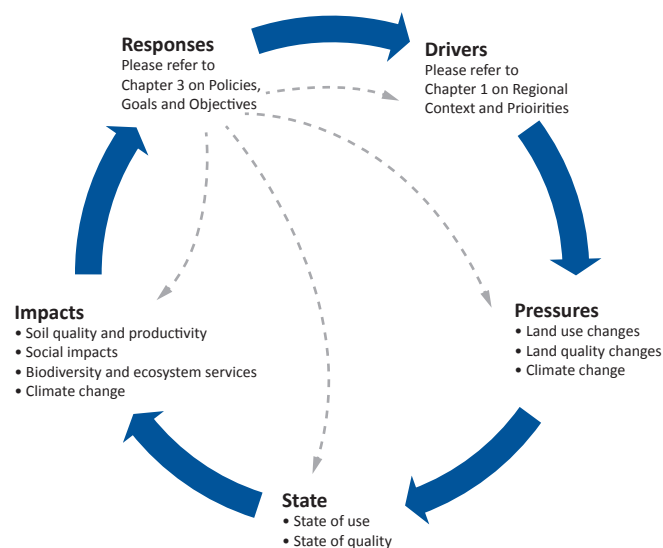 Responses
Please refer to
Chapter 3 on Policies,
Goals and Objectives
Drivers
Please refer to
Chapter 1 on Regional
Context and Prioirities
Pressures
• Land use changes
• Land quality changes
• Climate change
State
• State of use
• State of quality
Impacts
• Soil quality and productivity
• Social impacts
• Biodiversity and ecosystem services
• Climate change